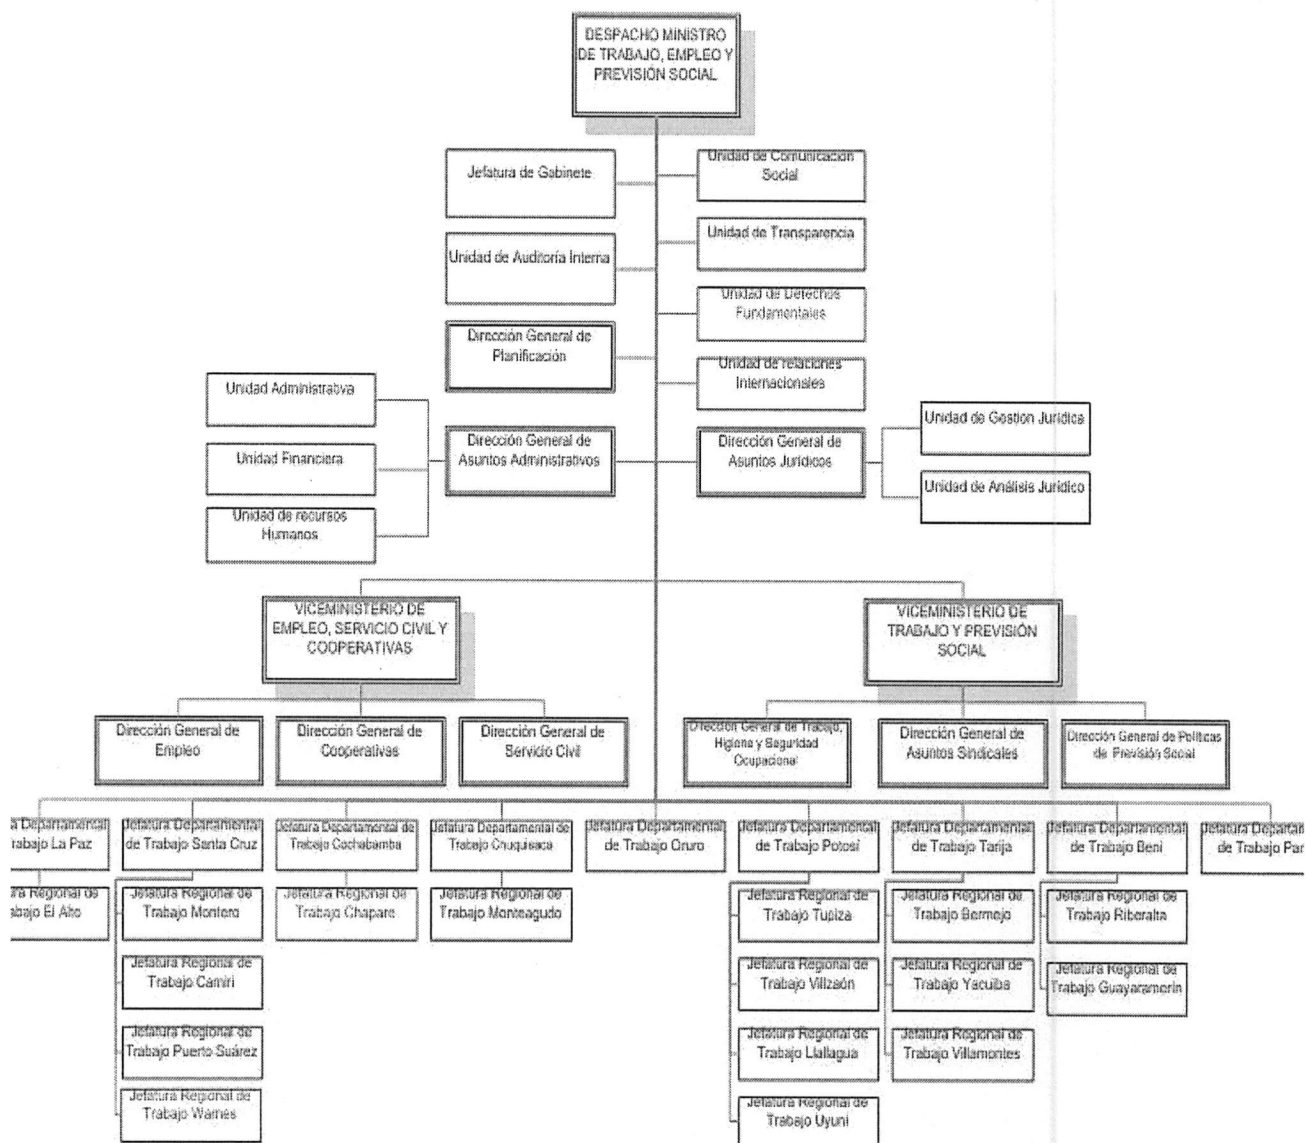 DESPACHO MINISTRO
DE TRABAJO, EMPLEO Y
PREVISIÓN SOCIAL
Jefatura de Gabinete
Unidad de Comunicación
Social
Unidad de Auditoría Interna
Unidad de Transparencia
Unidad de Derechos
Fundamentales
Dirección General de
Planificación
Unidad de relaciones
Internacionales
Unidad Administrativa
Unidad Financiera
Unidad de recursos
Humanos
Dirección General de
Asuntos Administrativos
Dirección General de
Asuntos Jurídicos
Unidad de Gestión Jurídica
Unidad de Análisis Jurídico
VICEMINISTERIO DE
EMPLEO, SERVICIO CIVIL Y
COOPERATIVAS
VICEMINISTERIO DE
TRABAJO Y PREVISIÓN
SOCIAL
Dirección General de
Empleo
Dirección General de
Cooperativas
Dirección General de
Servicio Civil
Dirección General de Trabajo,
Higiene y Seguridad
Ocupacional
Dirección General de
Asuntos Sindicales
Dirección General de Políticas
de Previsión Social
a Departamental
rabajo La Paz
Jefatura Departamental
de Trabajo Santa Cruz
Jefatura Departamental de
Trabajo Cochabamba
Jefatura Departamental de
Trabajo Chuquisaca
Jefatura Departamental
de Trabajo Oruro
Jefatura Departamental
de Trabajo Potosí
Jefatura Departamental
de Trabajo Tarija
Jefatura Departamental
de Trabajo Beni
Jefatura Departam
de Trabajo Pan
ura Regional de
abajo El Alto
Jefatura Regional de
Trabajo Montero
Jefatura Regional de
Trabajo Chapare
Jefatura Regional de
Trabajo Monteagudo
Jefatura Regional de
Trabajo Tupiza
Jefatura Regional de
Trabajo Bermejo
Jefatura Regional de
Trabajo Riberalta
Jefatura Regional de
Trabajo Camiri
Jefatura Regional de
Trabajo Villzaón
Jefatura Regional de
Trabajo Yacuiba
Jefatura Regional de
Trabajo Guayaramerín
Jefatura Regional de
Trabajo Puerto Suárez
Jefatura Regional de
Trabajo Llallagua
Jefatura Regional de
Trabajo Villamontes
Jefatura Regional de
Trabajo Warnes
Jefatura Regional de
Trabajo Uyuni